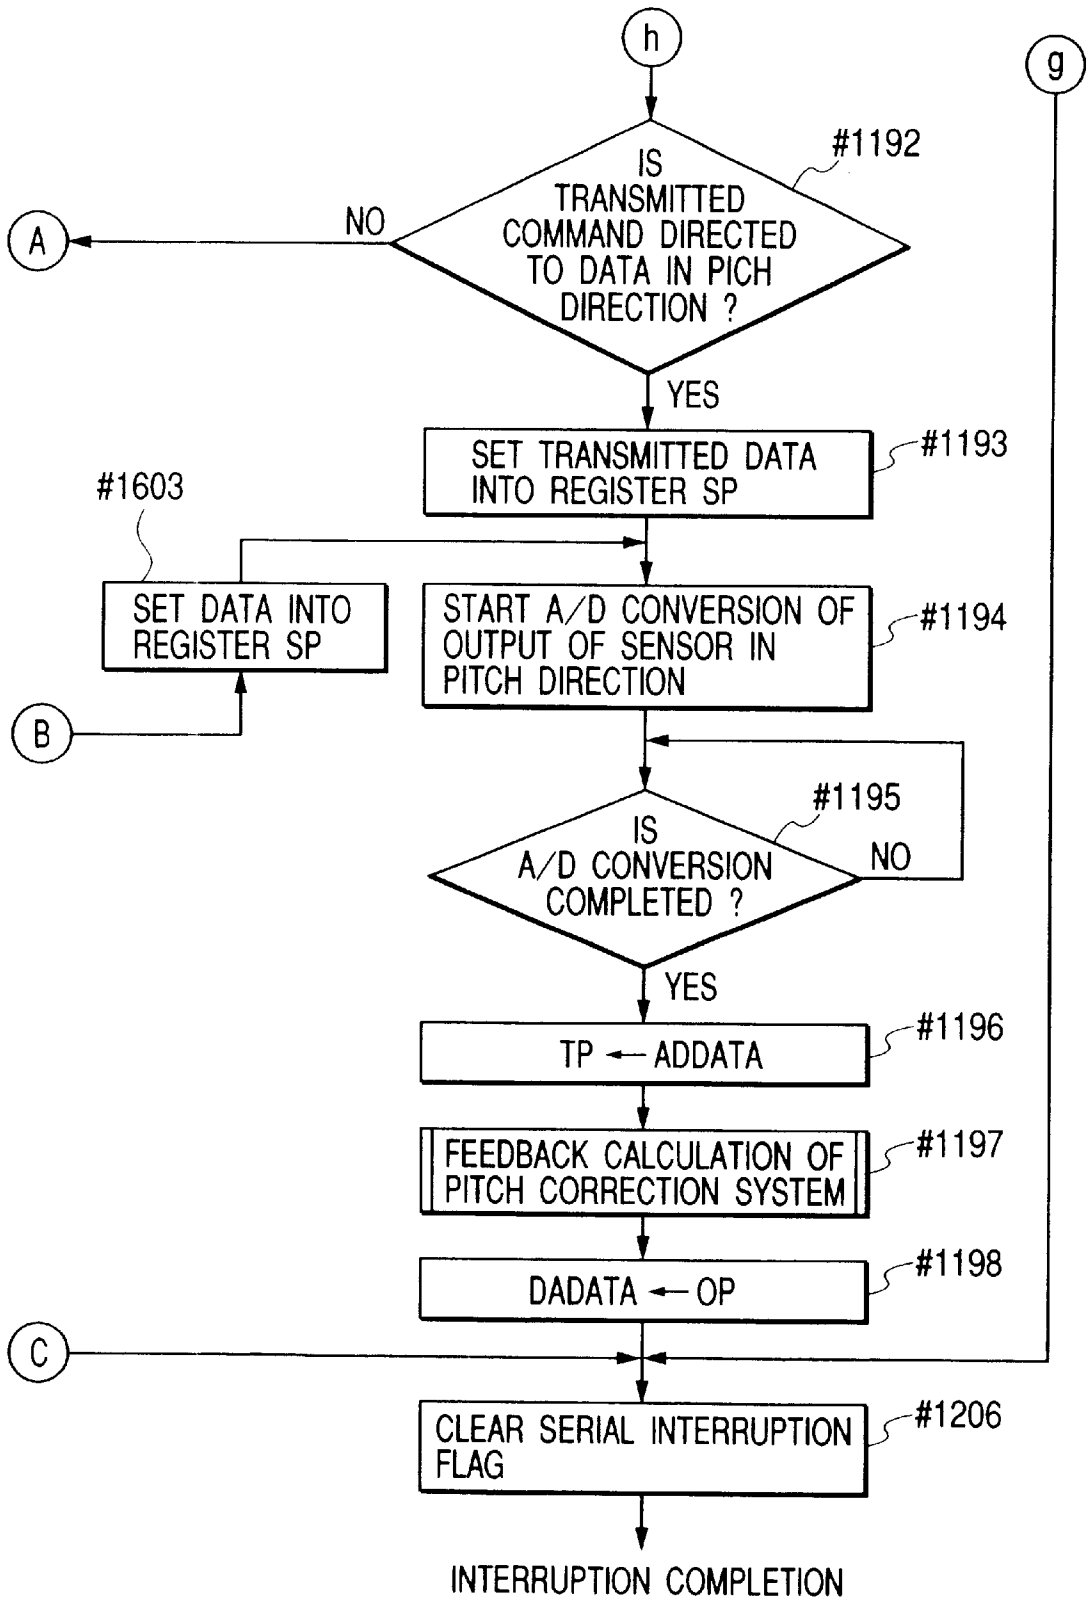 h
g
#1192
IS
TRANSMITTED
COMMAND DIRECTED
TO DATA IN PICH
DIRECTION ?
NO
A
YES
#1193
SET TRANSMITTED DATA
INTO REGISTER SP
#1603
SET DATA INTO
REGISTER SP
#1194
START A/D CONVERSION OF
OUTPUT OF SENSOR IN
PITCH DIRECTION
B
#1195
IS
A/D CONVERSION
COMPLETED ?
NO
YES
#1196
TP ← ADDATA
#1197
FEEDBACK CALCULATION OF
PITCH CORRECTION SYSTEM
#1198
DADATA ← OP
C
#1206
CLEAR SERIAL INTERRUPTION
FLAG
INTERRUPTION COMPLETION